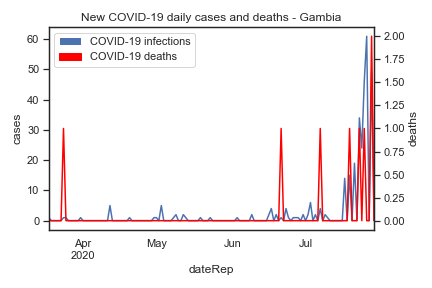 New COVID-19 daily cases and deaths - Gambia
COVID-19 infections
COVID-19 deaths
60
50
40
30
20
10
0
cases
2.00
1.75
1.50
1.25
1.00
0.75
0.50
0.25
0.00
deaths
Apr
2020
May
Jun
Jul
dateRep